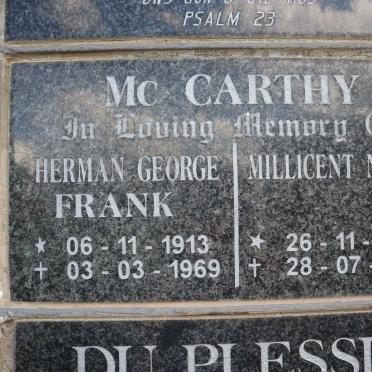 PSALM 23
Mc CARTHY
In Loving Memory
HERMAN GEORGE FRANK
★ 06 - 11 - 1913
† 03 - 03 - 1969
MILLICENT
★ 26 - 11 -
† 28 - 07 -
DU PLESSI